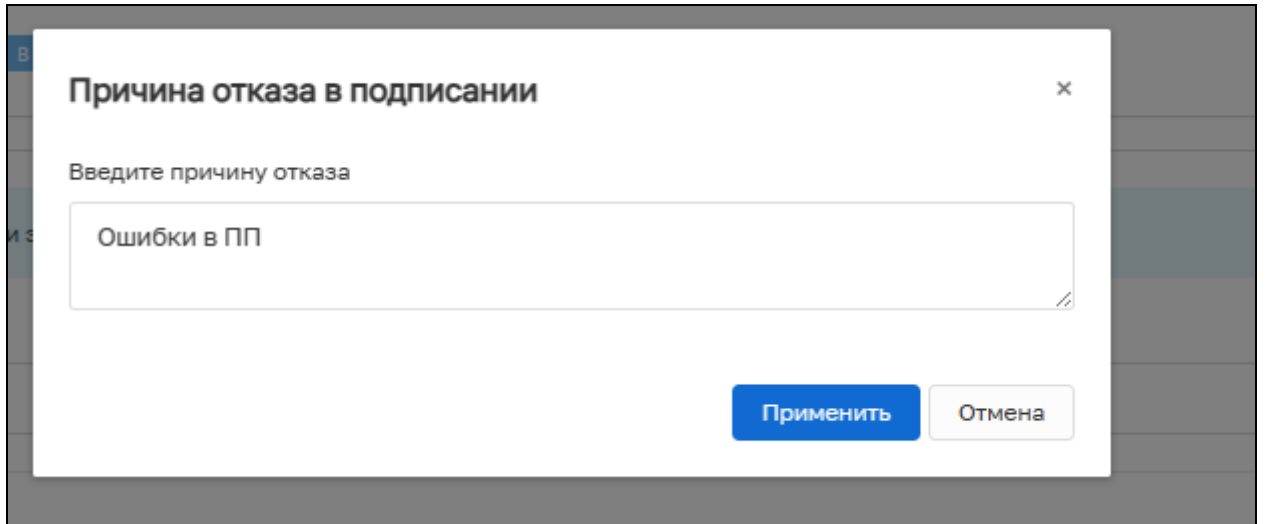 В
Причина отказа в подписании
×
Введите причину отказа
и з
Ошибки в ПП
Применить
Отмена